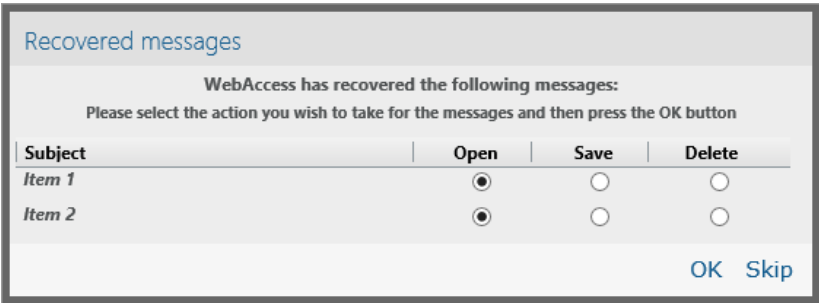 Recovered messages
WebAccess has recovered the following messages:
Please select the action you wish to take for the messages and then press the OK button
Subject Open Save Delete
Item 1
Item 2
OK Skip